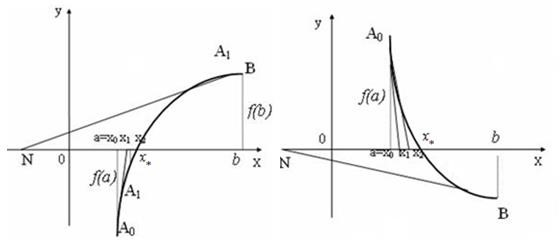 y
A₁
B
f(b)
a=x₀ x₁ x₂
N
0
x*
b
x
f(a)
A₁
A₀
y
A₀
f(a)
0
x*
b
N
a=x₀ x₁ x₂
x
B